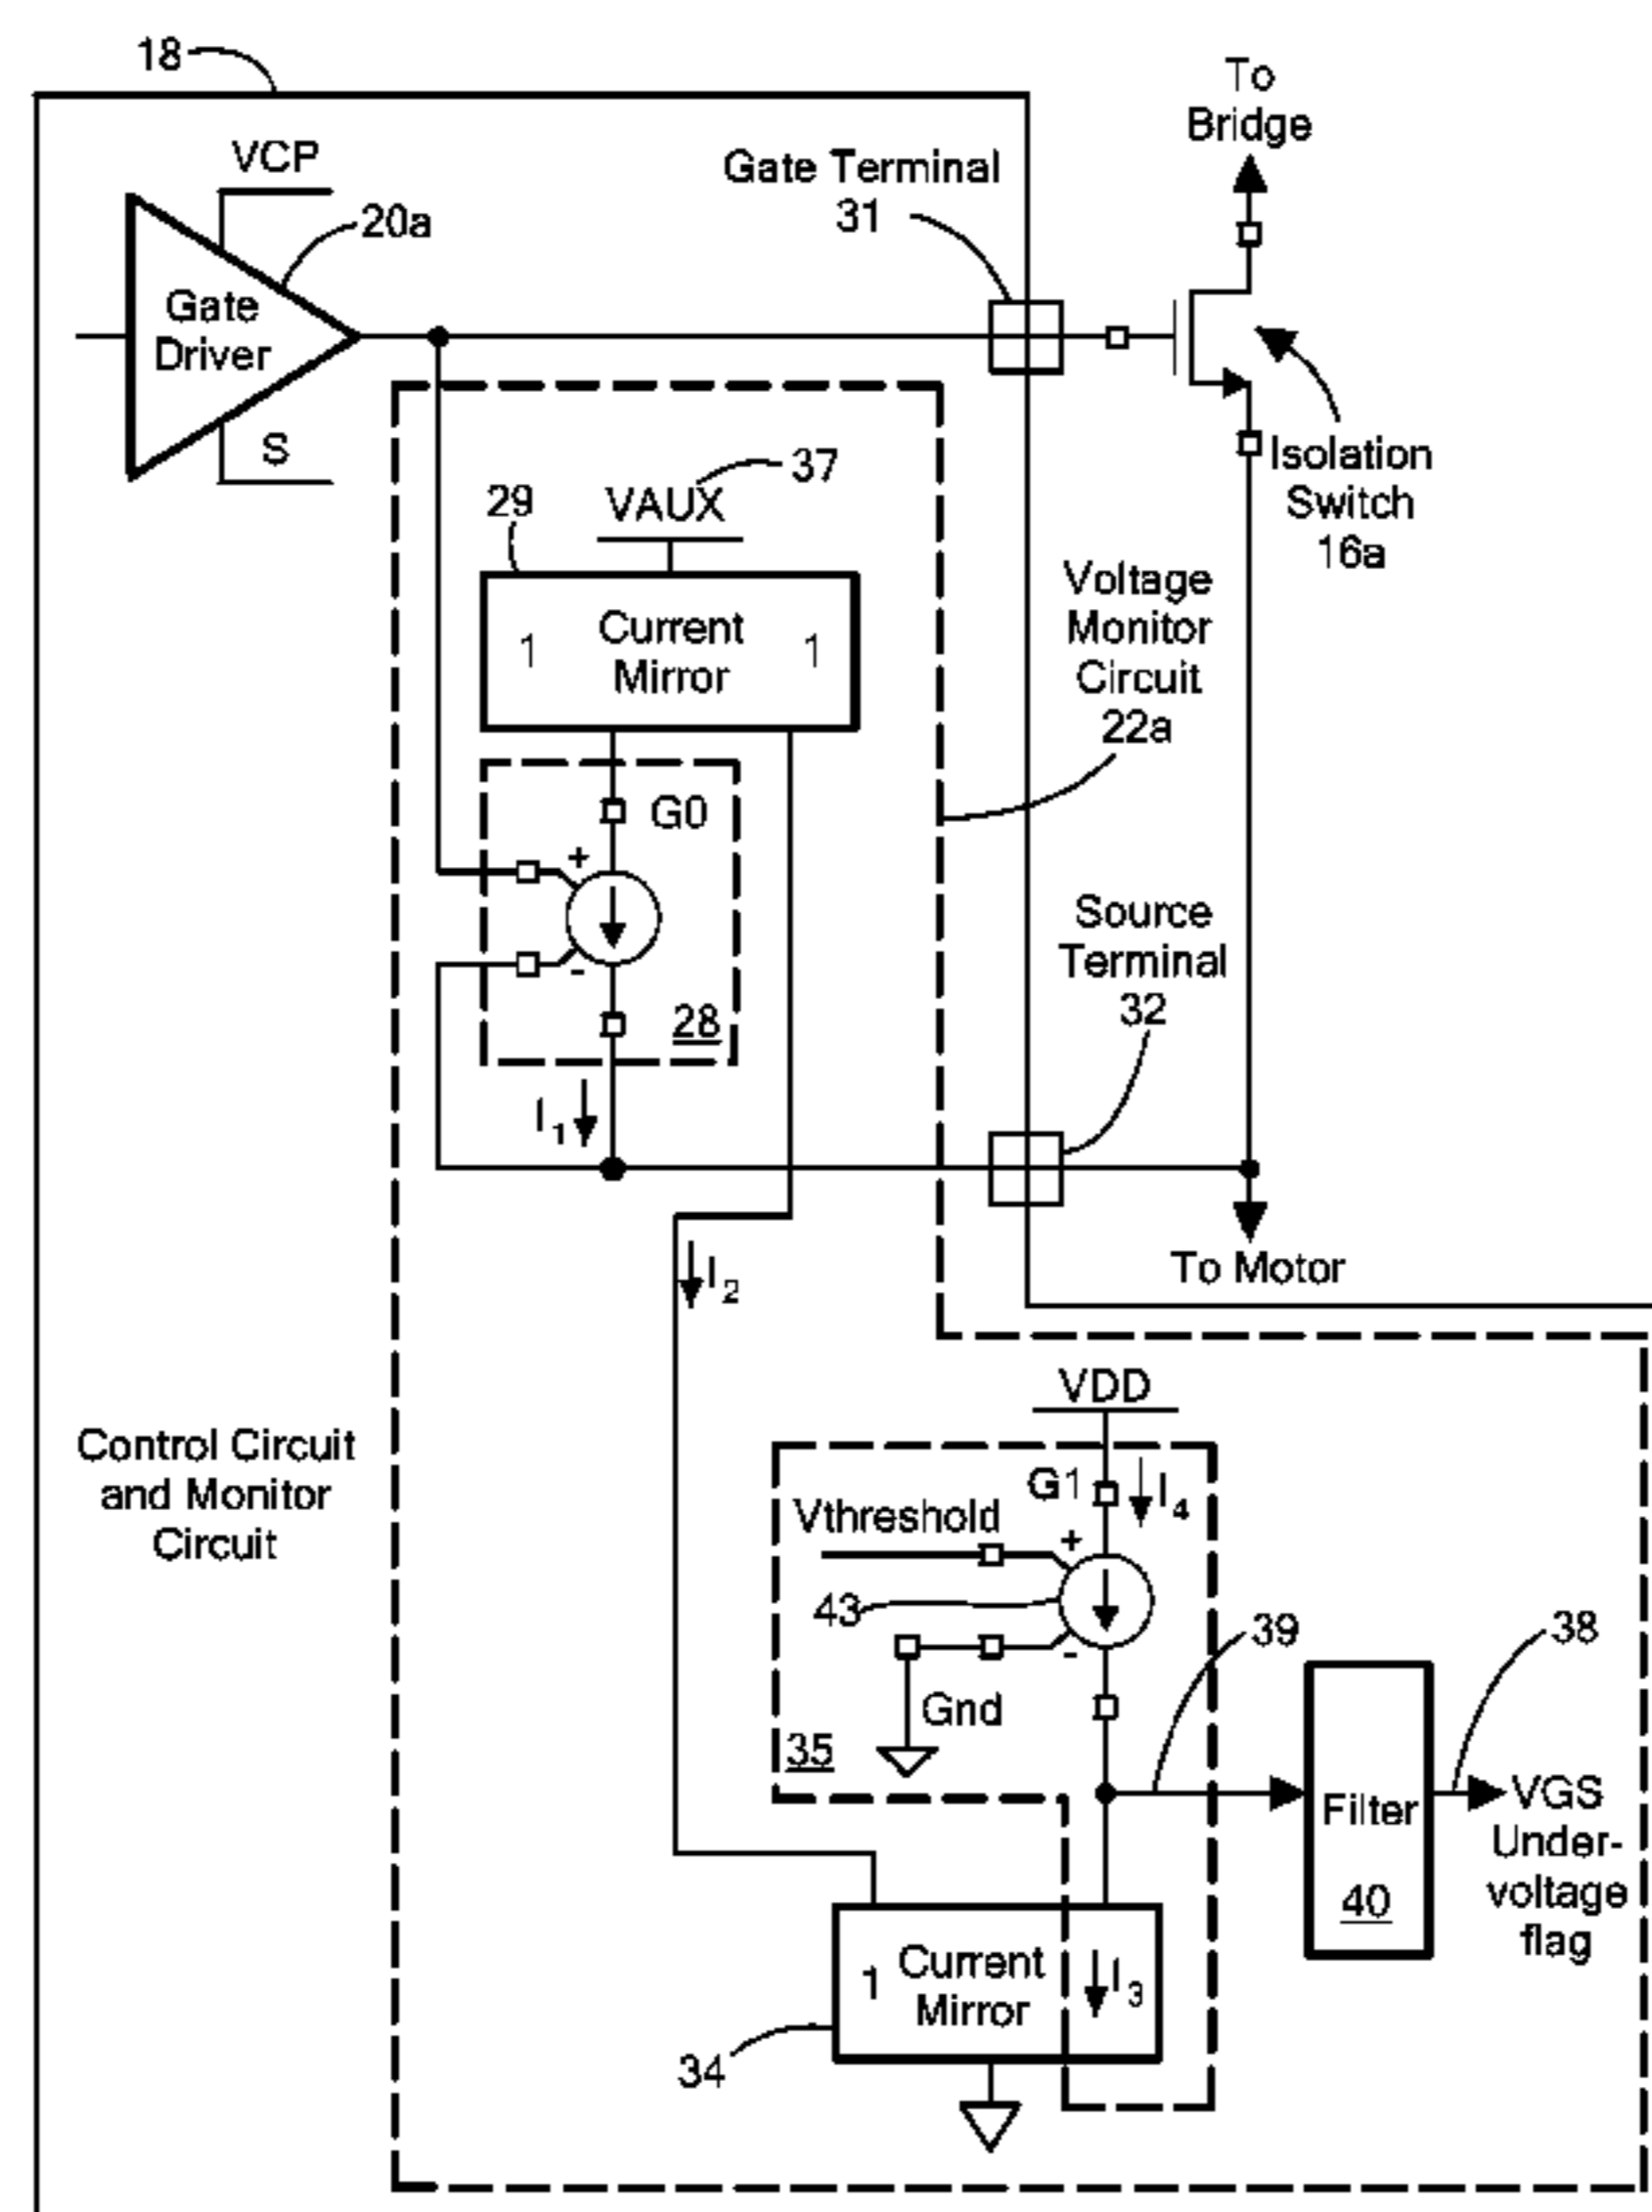 18
To
Bridge
VCP
Gate Terminal
31
20a
Gate
Driver
S
37
Isolation
Switch
16a
29
VAUX
Voltage
Monitor
Circuit
22a
1
Current
Mirror
1
G0
+
-
28
Source
Terminal
32
I1
I2
To Motor
VDD
Control Circuit
and Monitor
Circuit
G1
I4
Vthreshold
+
43
-
39
38
Gnd
35
Filter
40
VGS
Under-
voltage
flag
1
Current
Mirror
I3
34